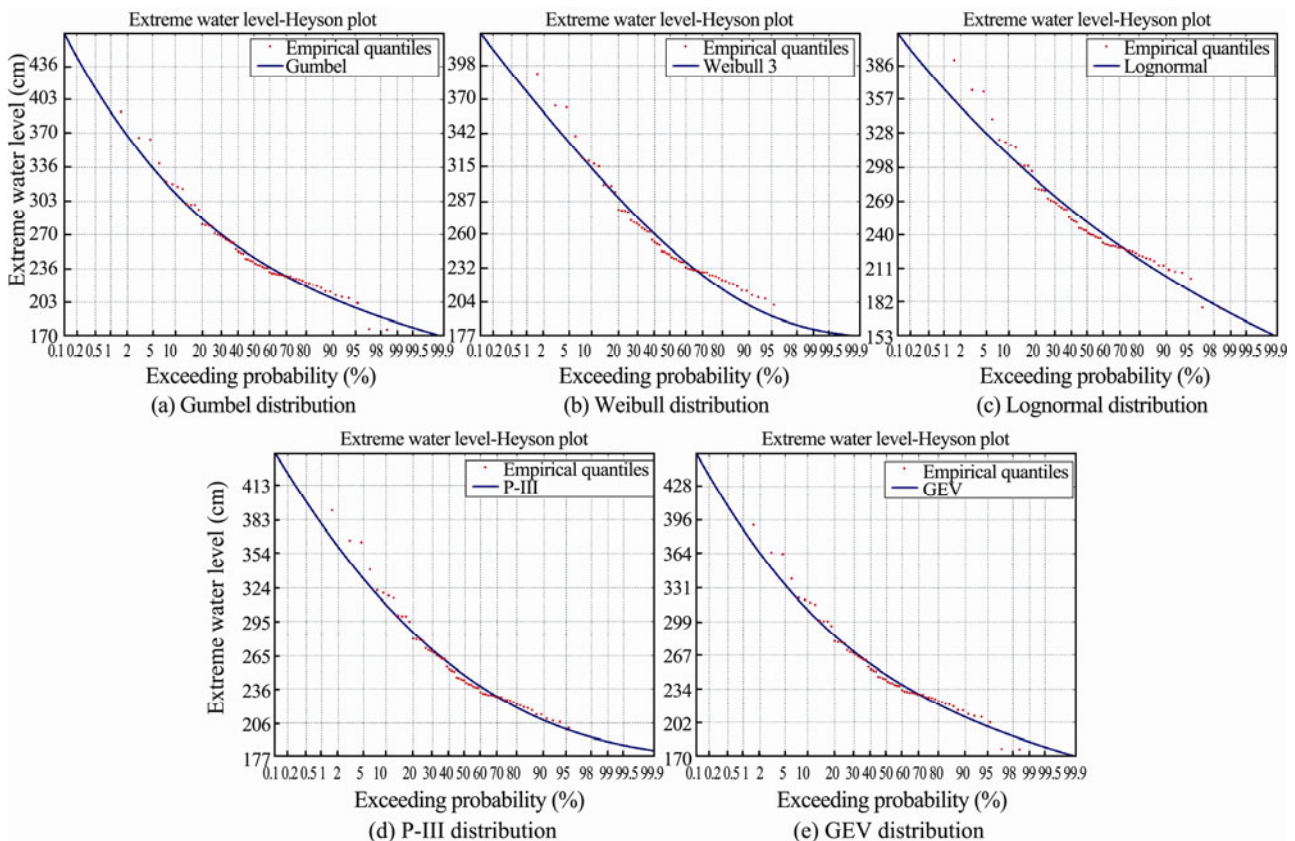 Extreme water level-Heyson plot
Empirical quantiles
Gumbel
Extreme water level (cm)
436
403
370
336
303
270
236
203
170
0.1 0.2 0.5 1 2 5 10 20 30 40 50 60 70 80 90 95 98 99 99.5 99.9
Exceeding probability (%)
(a) Gumbel distribution
Extreme water level-Heyson plot
Empirical quantiles
Weibull 3
398
370
342
315
287
260
232
204
177
0.1 0.2 0.5 1 2 5 10 20 30 40 50 60 70 80 90 95 98 99 99.5 99.9
Exceeding probability (%)
(b) Weibull distribution
Extreme water level-Heyson plot
Empirical quantiles
Lognormal
386
357
328
298
269
240
211
182
153
0.1 0.2 0.5 1 2 5 10 20 30 40 50 60 70 80 90 95 98 99 99.5 99.9
Exceeding probability (%)
(c) Lognormal distribution
Extreme water level-Heyson plot
Empirical quantiles
P-III
Extreme water level (cm)
413
383
354
324
295
265
236
206
177
0.1 0.2 0.5 1 2 5 10 20 30 40 50 60 70 80 90 95 98 99 99.5 99.9
Exceeding probability (%)
(d) P-III distribution
Extreme water level-Heyson plot
Empirical quantiles
GEV
428
396
364
331
299
267
234
202
170
0.1 0.2 0.5 1 2 5 10 20 30 40 50 60 70 80 90 95 98 99 99.5 99.9
Exceeding probability (%)
(e) GEV distribution